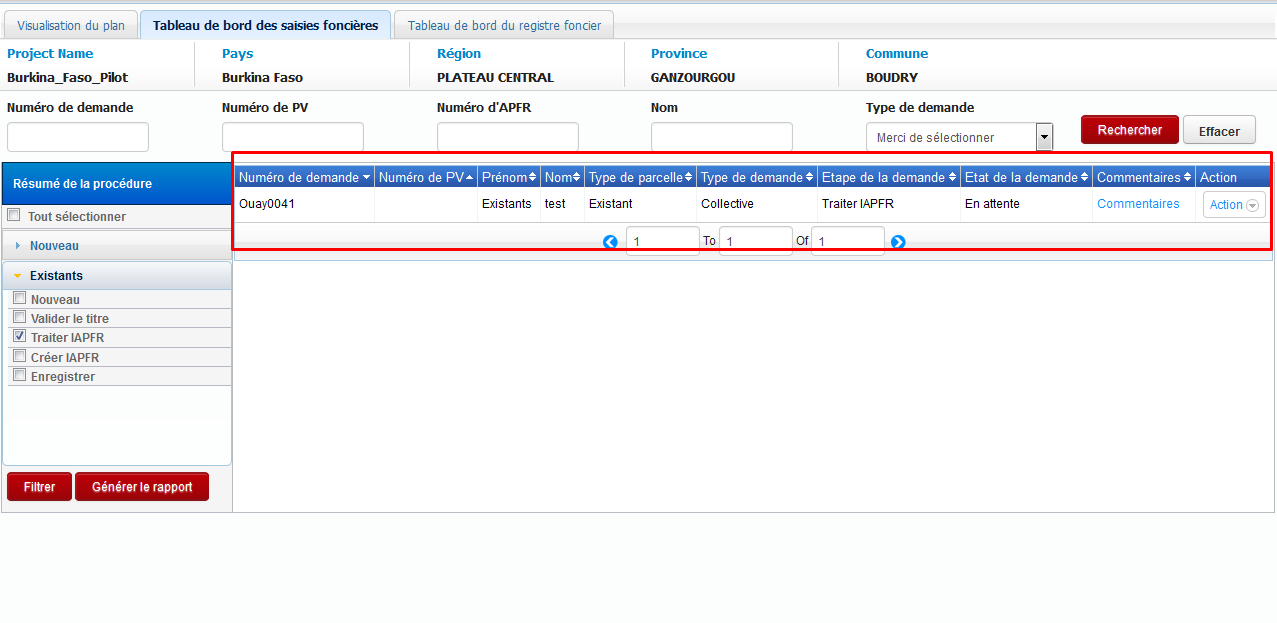 Visualisation du plan
Tableau de bord des saisies foncières
Tableau de bord du registre foncier
Project Name Pays Région Province Commune
Burkina_Faso_Pilot Burkina Faso PLATEAU CENTRAL GANZOURGOU BOUDRY
Numéro de demande Numéro de PV Numéro d'APFR Nom Type de demande
Merci de sélectionner Rechercher Effacer
Résumé de la procédure
Tout sélectionner
Nouveau
Existants
Nouveau
Valider le titre
Traiter lAPFR
Créer lAPFR
Enregistrer
Filtrer Générer le rapport
Numéro de demande Numéro de PV Prénom Nom Type de parcelle Type de demande Etape de la demande Etat de la demande Commentaires Action
Ouay0041 Existants test Existant Collective Traiter lAPFR En attente Commentaires Action
1 To 1 Of 1